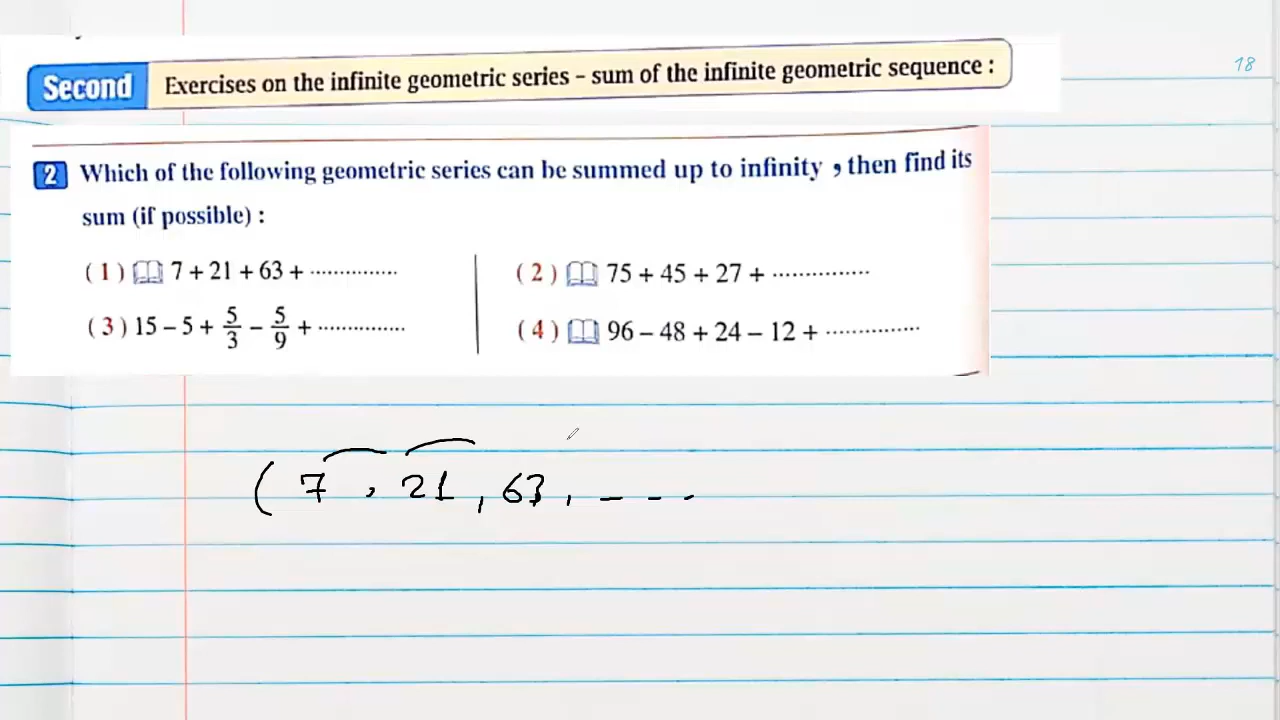 18
Second Exercises on the infinite geometric series - sum of the infinite geometric sequence :
2 Which of the following geometric series can be summed up to infinity , then find its
sum (if possible) :
(1) 7 + 21 + 63 + ...............
(2) 75 + 45 + 27 + ................
(3) 15 – 5 + 5/3 – 5/9 + ...............
(4) 96 – 48 + 24 – 12 + ................
( 7 , 21 , 63 , - - -